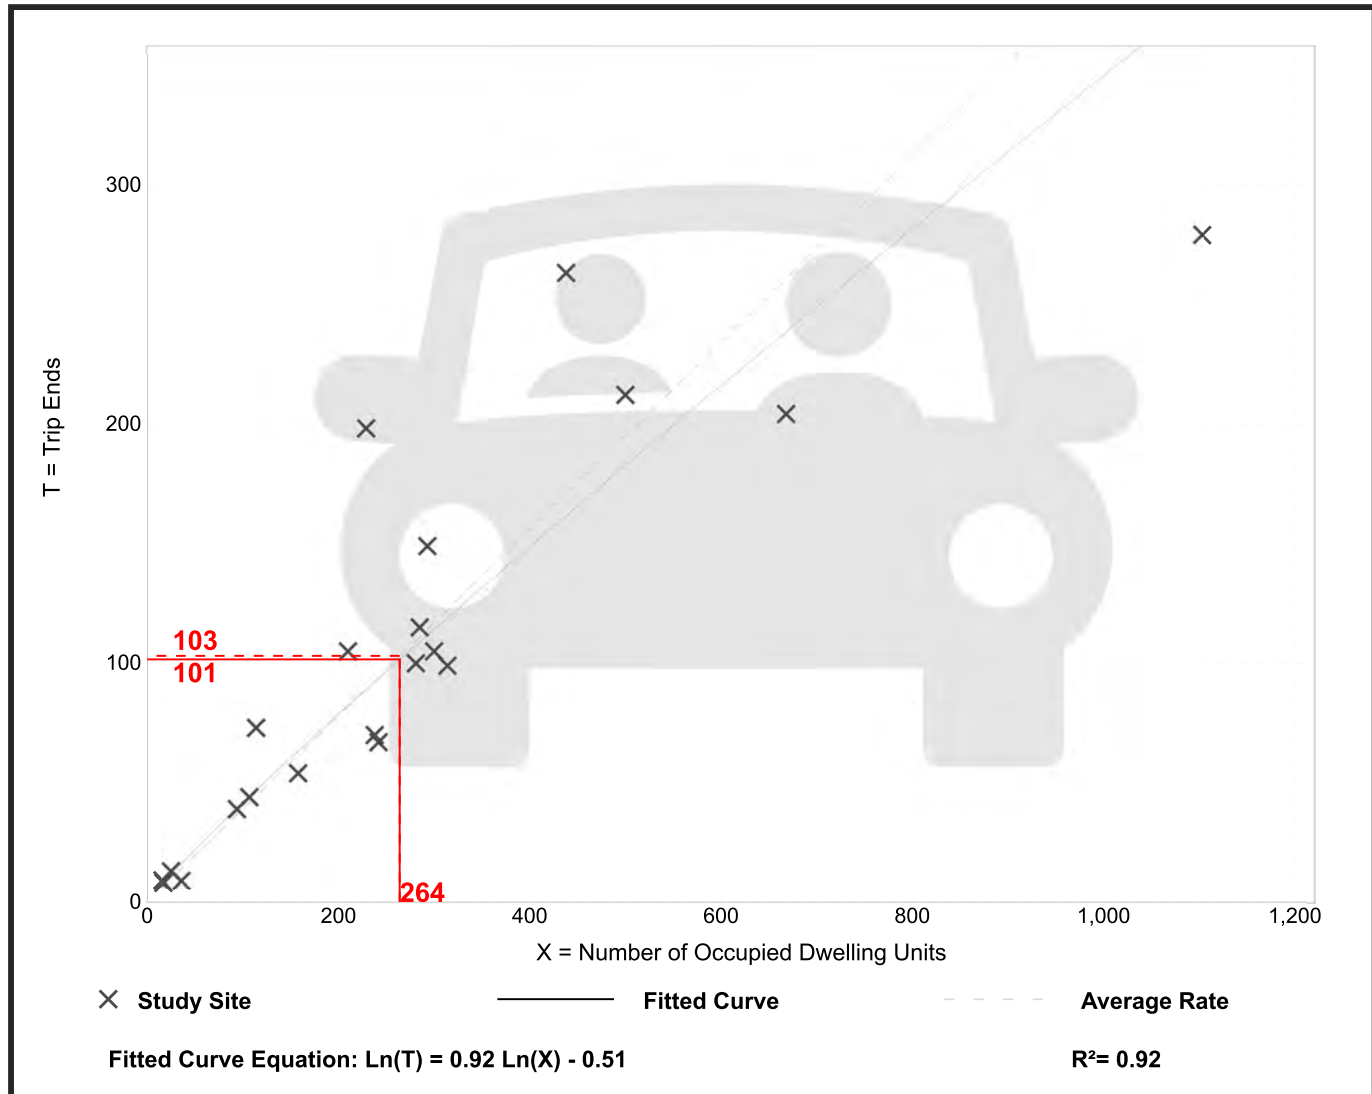 300
200
100
0
T = Trip Ends
103
101
264
0 200 400 600 800 1,000 1,200
X = Number of Occupied Dwelling Units
Study Site Fitted Curve Average Rate
Fitted Curve Equation: Ln(T) = 0.92 Ln(X) - 0.51 R²= 0.92